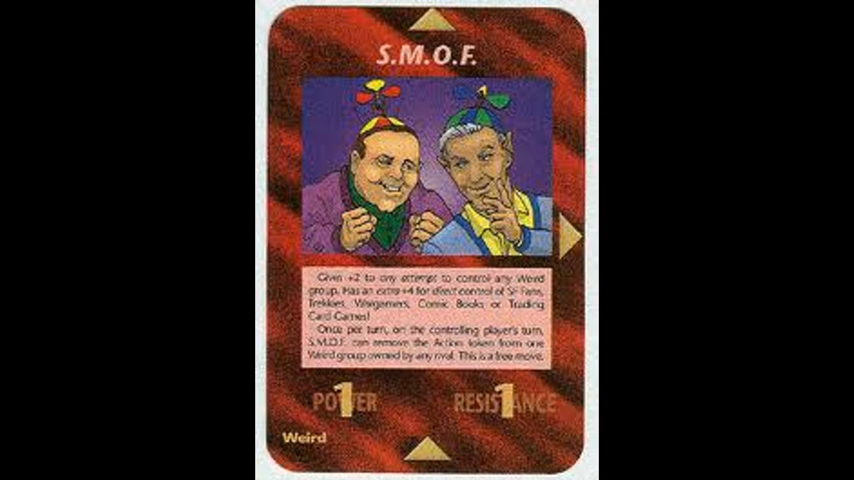 S.M.O.F.
Gives +2 to any attempt to control any Weird
group. Has an extra +4 for direct control of SF Fans,
Trekkies, Wargamers, Comic Books or Trading
Card Games!
Once per turn, on the controlling player's turn,
S.M.O.F. can remove the Action token from one
Weird group owned by any rival. This is a free move.
1 POWER
1 RESISTANCE
Weird